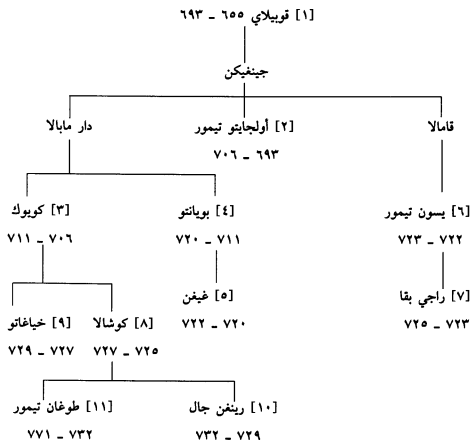 [١] قوبيلاي ٦٥٥ – ٦٩٣
جينغيكن
قامالا
[٢] أولجايتو تيمور
دار مابالا
٦٩٣ – ٧٠٦
[٦] يسون تيمور
[٤] بويانتو
[٣] كويوك
٧٢٢ – ٧٢٣
٧١١ – ٧٢٠
٧٠٦ – ٧١١
[٧] راجي بقا
[٥] غيغن
٧٢٣ – ٧٢٥
٧٢٠ – ٧٢٢
[٨] كوشالا
[٩] خياغاتو
٧٢٥ – ٧٢٧
٧٢٧ – ٧٢٩
[١٠] رينغن جال
[١١] طوغان تيمور
٧٢٩ – ٧٣٢
٧٣٢ – ٧٧١